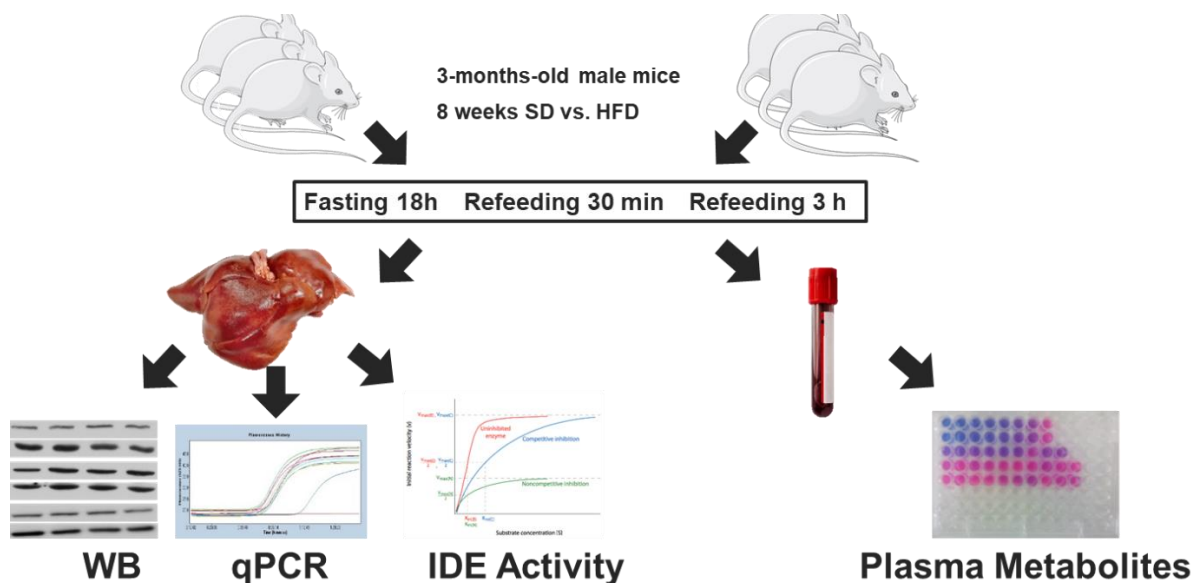 3-months-old male mice
8 weeks SD vs. HFD
Fasting 18h Refeeding 30 min Refeeding 3 h
Uninhibited
enzyme
Competitive inhibition
Noncompetitive inhibition
Initial reaction velocity [v]
Substrate concentration [S]
WB
qPCR
IDE Activity
Plasma Metabolites